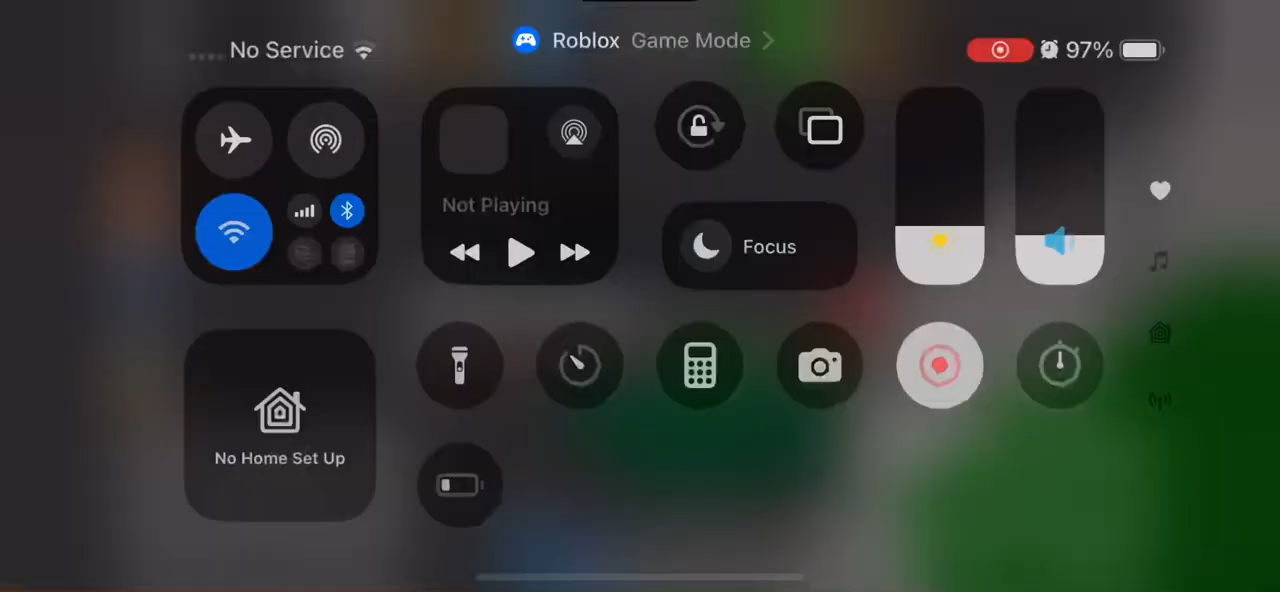 No Service
Roblox Game Mode
97%
Not Playing
Focus
No Home Set Up